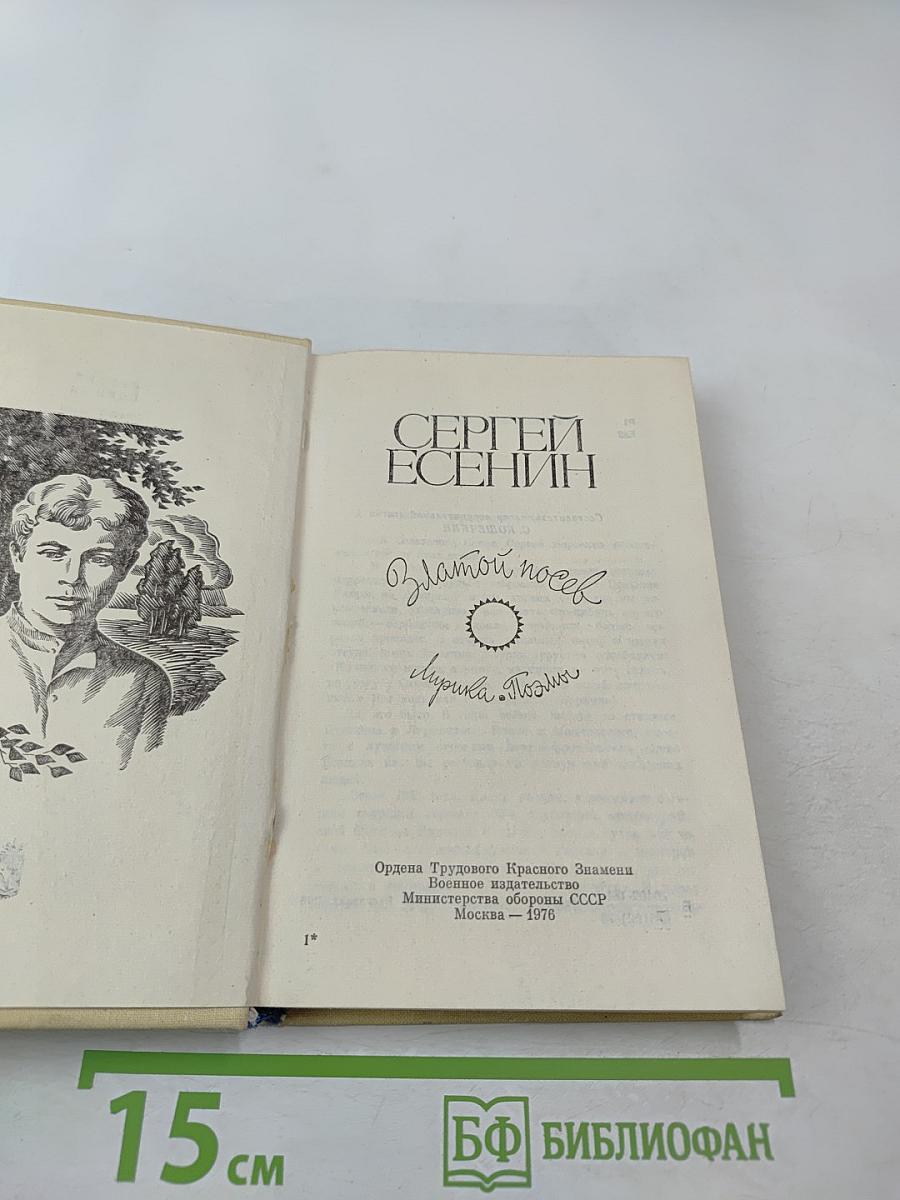 СЕРГЕЙ
ЕСЕНИН
Златой посев
Лирика • Поэмы
Ордена Трудового Красного Знамени
Военное издательство
Министерства обороны СССР
Москва — 1976
1*
15 см
БФ БИБЛИОФАН